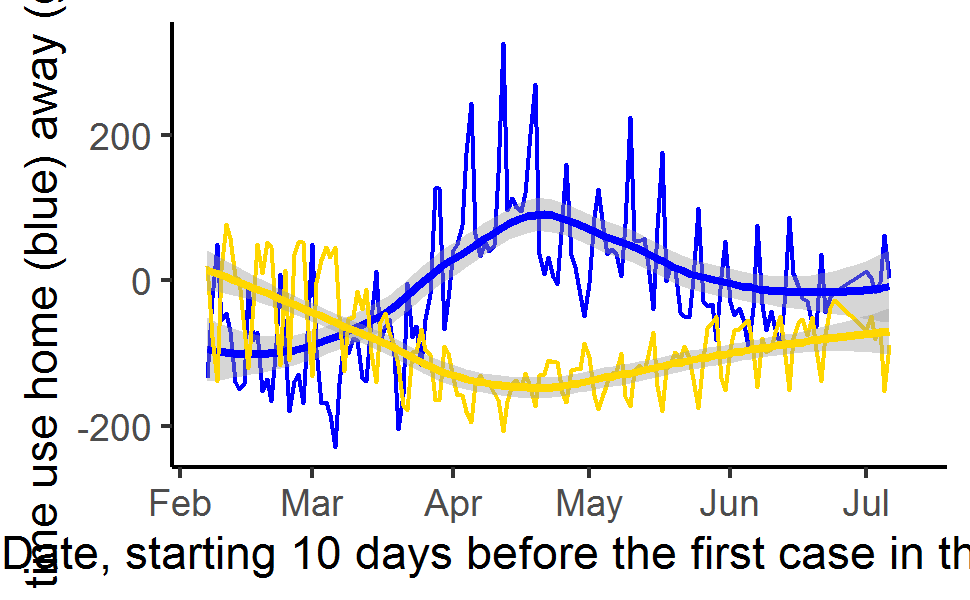 time use home (blue) away (
200
0
-200
Feb Mar Apr May Jun Jul
Date, starting 10 days before the first case in th